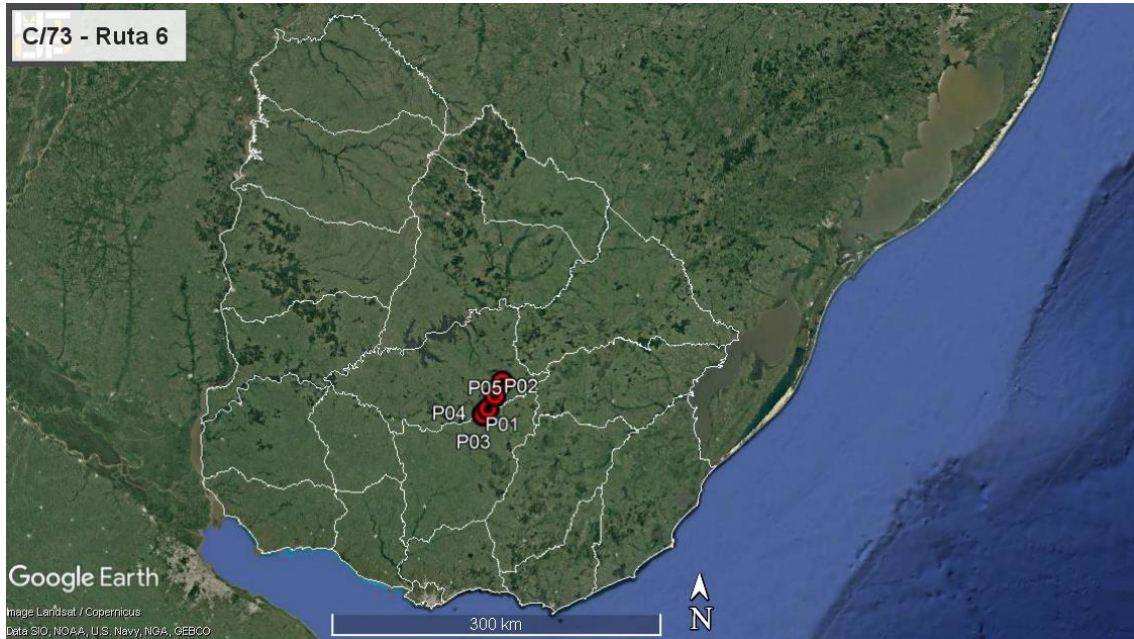 C/73 - Ruta 6
P05 P02
P04 P01
P03
Google Earth
Image Landsat / Copernicus
Data SIO, NOAA, U.S. Navy, NGA, GEBCO
300 km
N